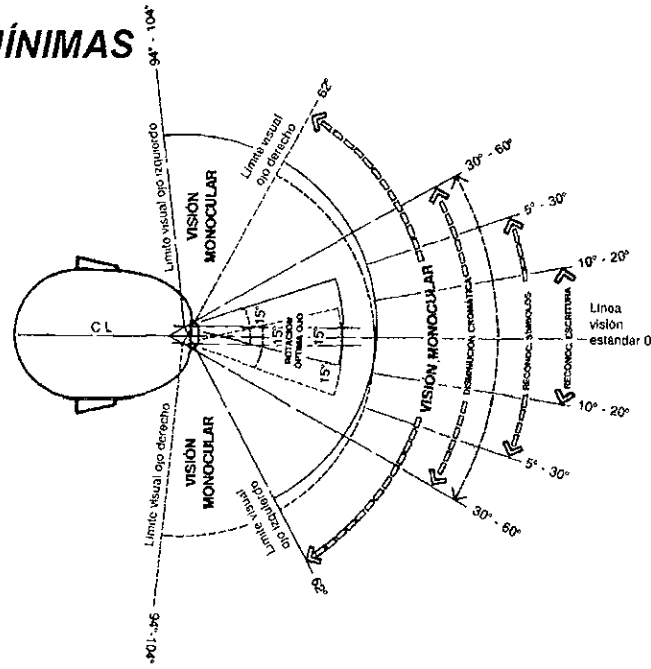 ÍNIMAS
94° - 104°
Límite visual ojo izquierdo
VISIÓN
MONOCULAR
Límite visual
ojo derecho
62°
30° - 60°
5° - 30°
10° - 20°
Línea
visión
estándar 0
10° - 20°
5° - 30°
30° - 60°
62°
94°-104°
C L
15°
15°
15°
15°
ROTACIÓN
ÓPTIMA OJO
VISIÓN MONOCULAR
DISMINUCIÓN CROMÁTICA
RECONOC. SÍMBOLOS
RECONOC. ESCRITURA
Límite visual ojo derecho
VISIÓN
MONOCULAR
Límite visual
ojo izquierdo